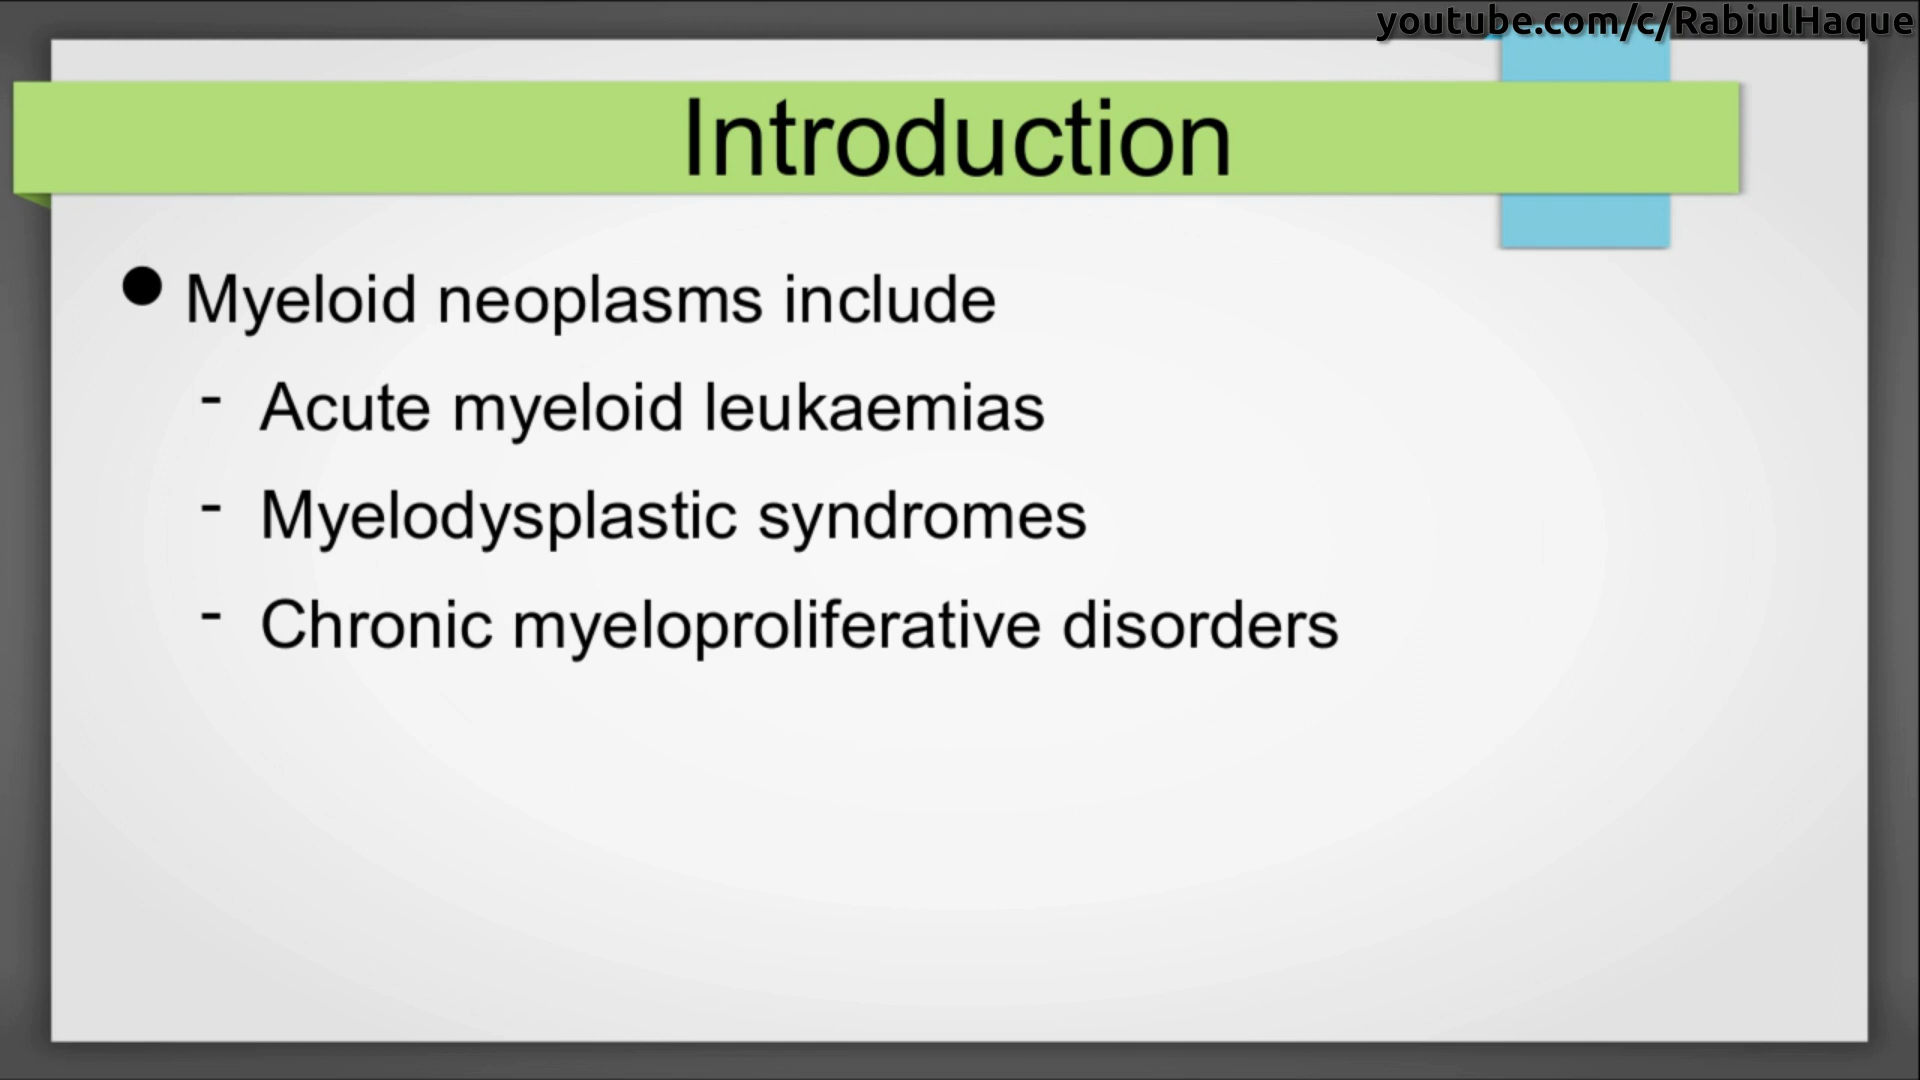 youtube.com/c/RabiulHaque
Introduction
● Myeloid neoplasms include
- Acute myeloid leukaemias
- Myelodysplastic syndromes
- Chronic myeloproliferative disorders